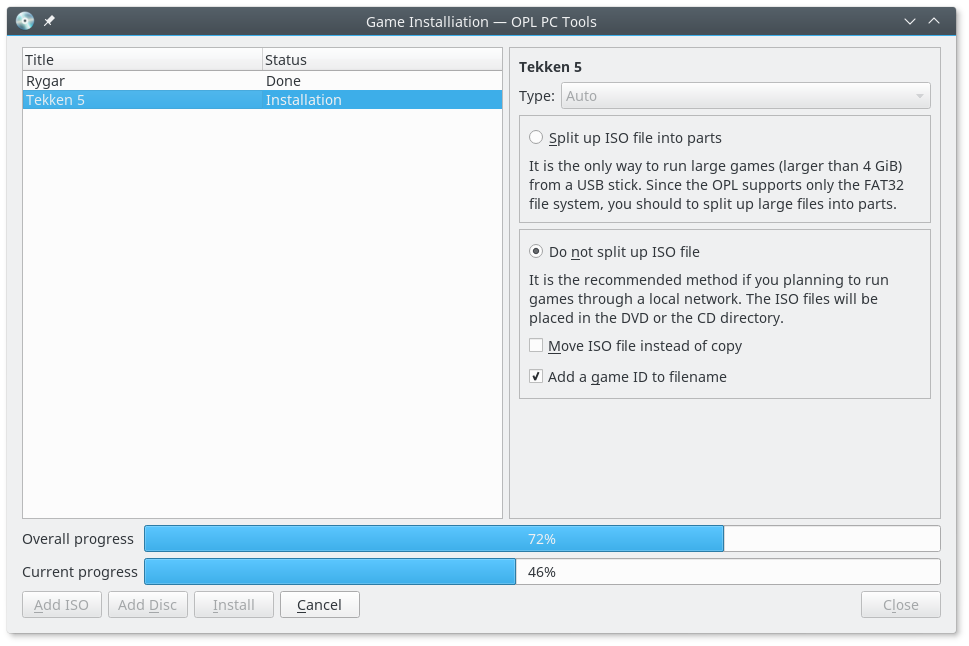 Game Installiation — OPL PC Tools
Title Status
Rygar Done
Tekken 5 Installation
Tekken 5
Type: Auto
Split up ISO file into parts
It is the only way to run large games (larger than 4 GiB)
from a USB stick. Since the OPL supports only the FAT32
file system, you should to split up large files into parts.
Do not split up ISO file
It is the recommended method if you planning to run
games through a local network. The ISO files will be
placed in the DVD or the CD directory.
Move ISO file instead of copy
Add a game ID to filename
Overall progress 72%
Current progress 46%
Add ISO Add Disc Install Cancel Close